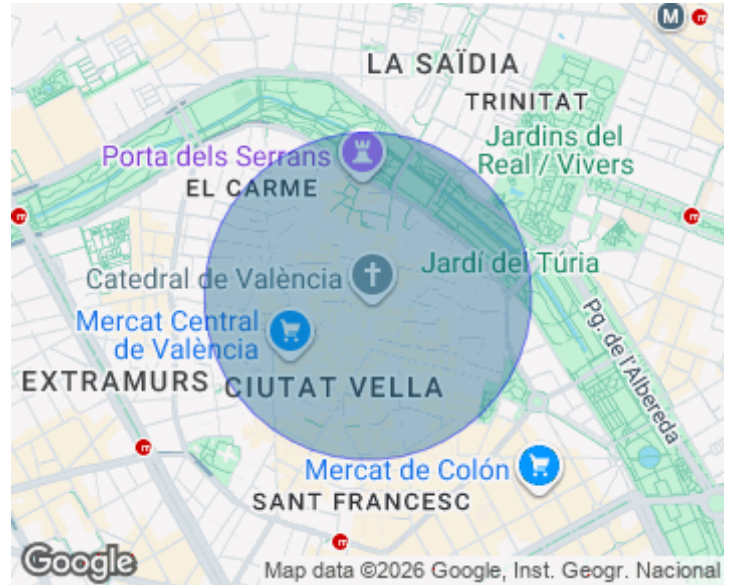 M
m
LA SAÏDIA
TRINITAT
Jardins del
Real / Vivers
Porta dels Serrans
EL CARME
m
m
Catedral de València
Jardí del Túria
Mercat Central
de València
Pg. de l'Albereda
EXTRAMURS
CIUTAT VELLA
m
Mercat de Colón
SANT FRANCESC
m
Google
Map data ©2026 Google, Inst. Geogr. Nacional